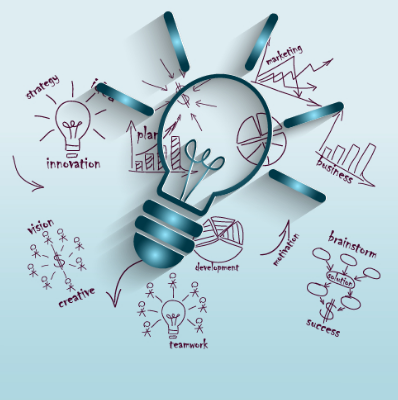 strategy
idea
marketing
innovation
plan
business
vision
creative
development
motivation
brainstorm
solution
success
teamwork